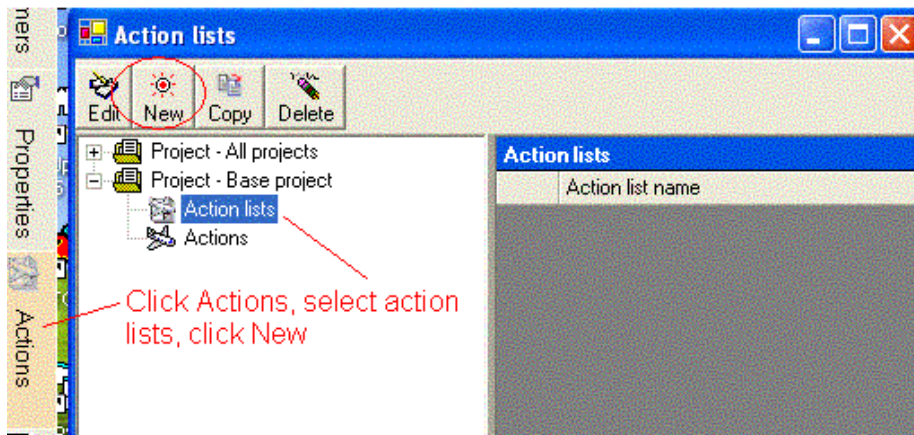 Action lists
Edit New Copy Delete
Project - All projects
Project - Base project
Action lists
Actions
Click Actions, select action
lists, click New
Action lists
Action list name
mers
Properties
Actions